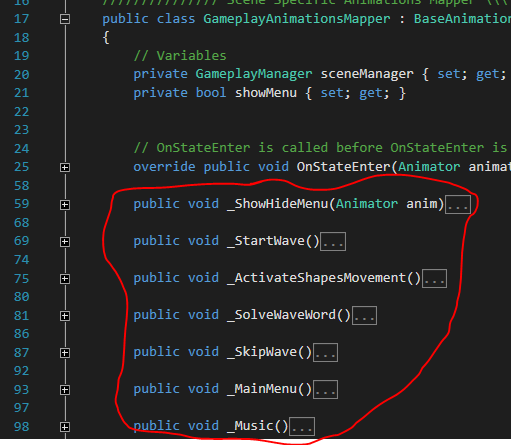 16 /////////////// Scene Specific Animations Mapper \\\
17 public class GameplayAnimationsMapper : BaseAnimation
18 {
19 // Variables
20 private GameplayManager sceneManager { set; get;
21 private bool showMenu { set; get; }
22
23
24 // OnStateEnter is called before OnStateEnter is
25 override public void OnStateEnter(Animator animat
58
59 public void _ShowHideMenu(Animator anim)...
68
69 public void _StartWave()...
74
75 public void _ActivateShapesMovement()...
80
81 public void _SolveWaveWord()...
86
87 public void _SkipWave()...
92
93 public void _MainMenu()...
97
98 public void _Music()...